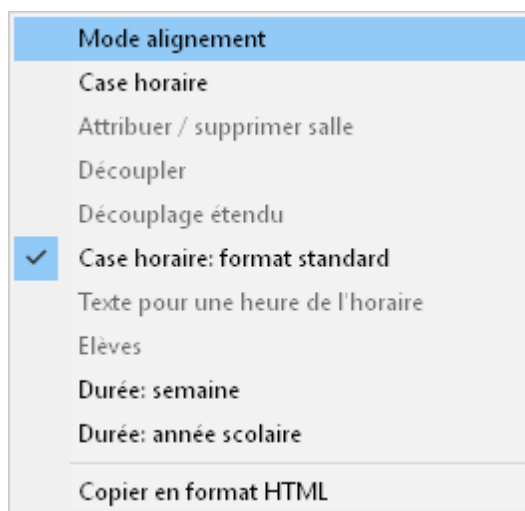 Mode alignement
Case horaire
Attribuer / supprimer salle
Découpler
Découplage étendu
Case horaire: format standard
Texte pour une heure de l'horaire
Elèves
Durée: semaine
Durée: année scolaire
Copier en format HTML